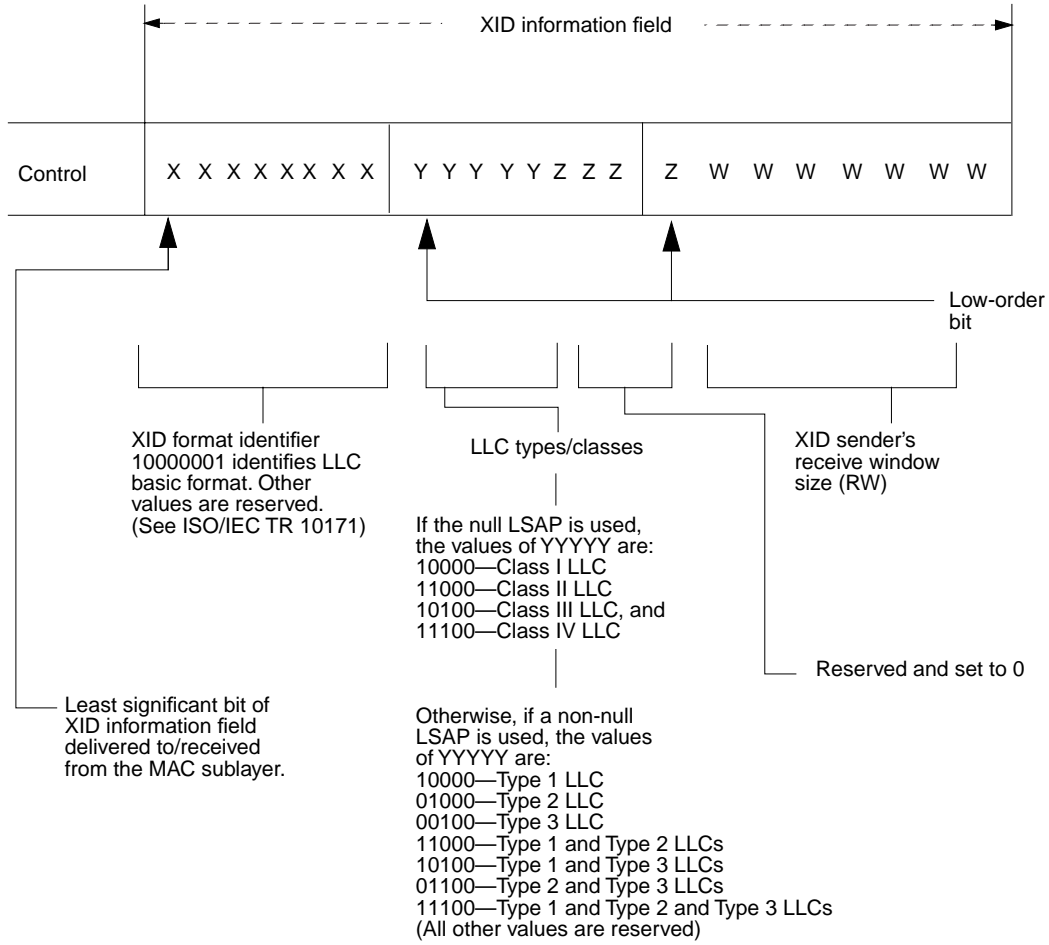 XID information field
Control
X X X X X X X X
Y Y Y Y Y Z Z Z
Z W W W W W W W
Low-order
bit
XID format identifier
10000001 identifies LLC
basic format. Other
values are reserved.
(See ISO/IEC TR 10171)
LLC types/classes
XID sender's
receive window
size (RW)
If the null LSAP is used,
the values of YYYYY are:
10000—Class I LLC
11000—Class II LLC
10100—Class III LLC, and
11100—Class IV LLC
Reserved and set to 0
Least significant bit of
XID information field
delivered to/received
from the MAC sublayer.
Otherwise, if a non-null
LSAP is used, the values
of YYYYY are:
10000—Type 1 LLC
01000—Type 2 LLC
00100—Type 3 LLC
11000—Type 1 and Type 2 LLCs
10100—Type 1 and Type 3 LLCs
01100—Type 2 and Type 3 LLCs
11100—Type 1 and Type 2 and Type 3 LLCs
(All other values are reserved)